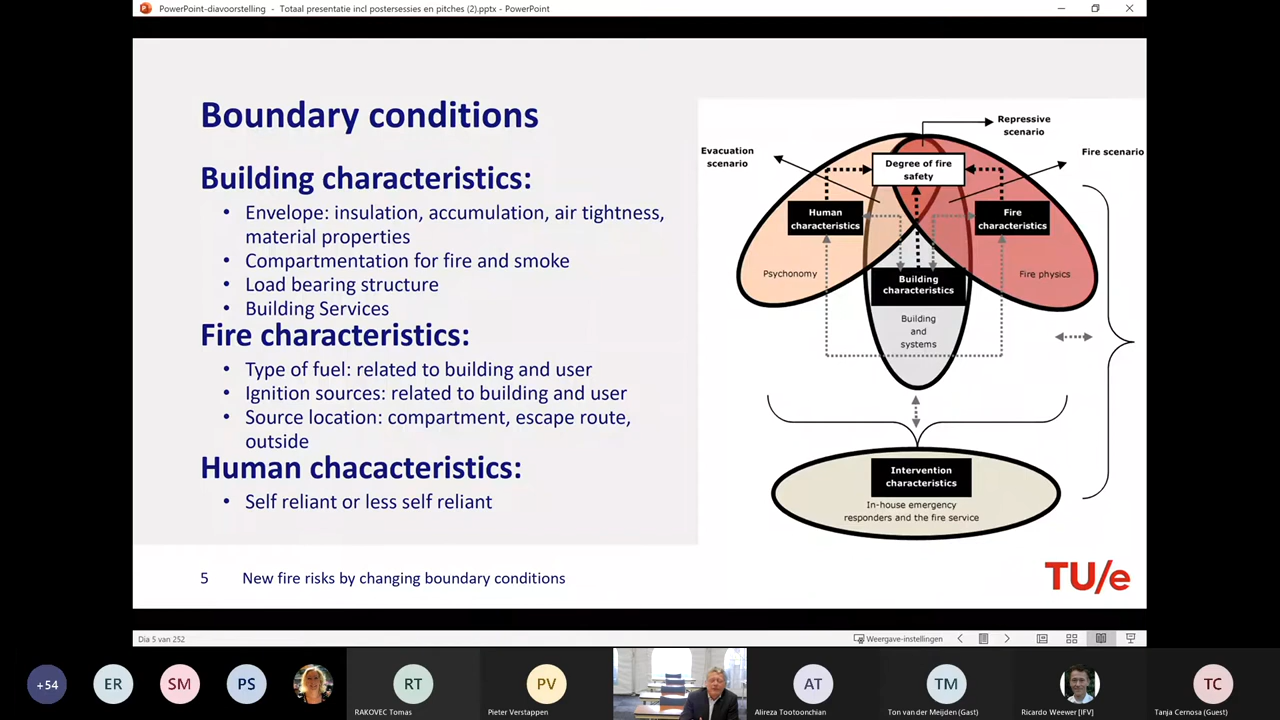 PowerPoint-diavoorstelling - Totaal presentatie incl postersessies en pitches (2).pptx - PowerPoint
Boundary conditions
Building characteristics:
• Envelope: insulation, accumulation, air tightness,
material properties
• Compartmentation for fire and smoke
• Load bearing structure
• Building Services
Fire characteristics:
• Type of fuel: related to building and user
• Ignition sources: related to building and user
• Source location: compartment, escape route,
outside
Human chacacteristics:
• Self reliant or less self reliant
Repressive
scenario
Evacuation
scenario
Fire scenario
Degree of fire
safety
Human
characteristics
Fire
characteristics
Psychonomy
Fire physics
Building
characteristics
Building
and
systems
Intervention
characteristics
In-house emergency
responders and the fire service
5 New fire risks by changing boundary conditions
TU/e
Dia 5 van 252
Weergave-instellingen
+54
ER
SM
PS
RT
RAKOVEC Tomas
PV
Pieter Verstappen
AT
Alireza Tootoonchian
TM
Ton van der Meijden (Gast)
Ricardo Weewer [IFV]
TC
Tanja Cernosa (Guest)